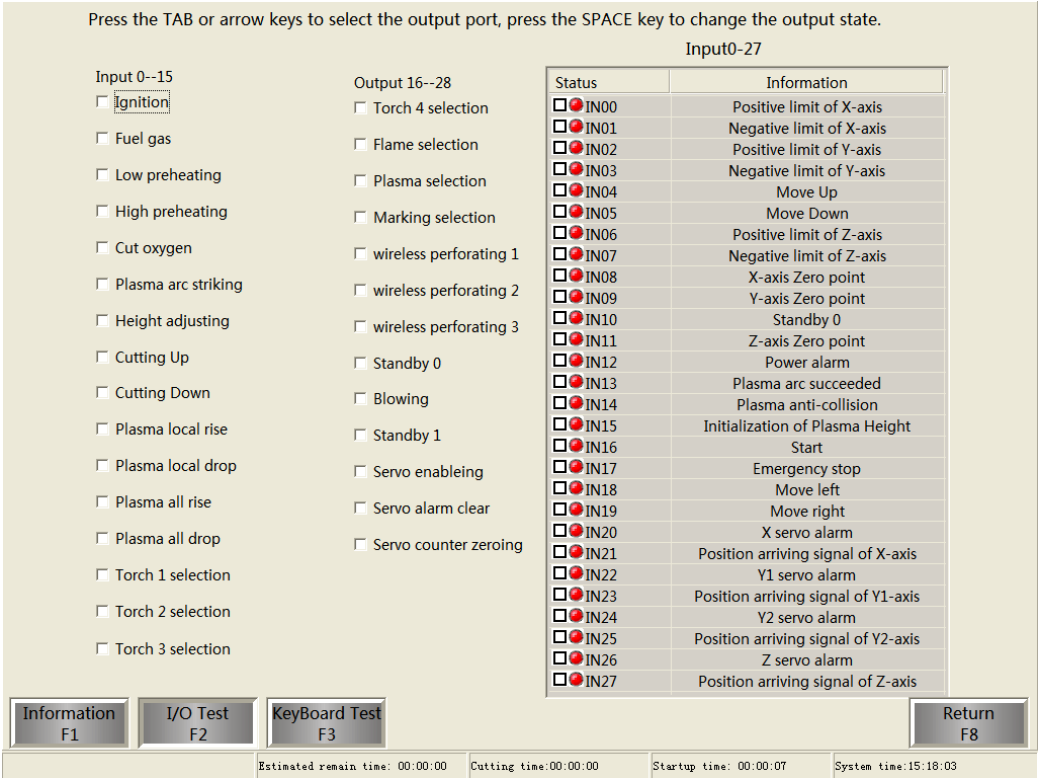 Press the TAB or arrow keys to select the output port, press the SPACE key to change the output state.
Input 0--15
Ignition
Fuel gas
Low preheating
High preheating
Cut oxygen
Plasma arc striking
Height adjusting
Cutting Up
Cutting Down
Plasma local rise
Plasma local drop
Plasma all rise
Plasma all drop
Torch 1 selection
Torch 2 selection
Torch 3 selection
Output 16--28
Torch 4 selection
Flame selection
Plasma selection
Marking selection
wireless perforating 1
wireless perforating 2
wireless perforating 3
Standby 0
Blowing
Standby 1
Servo enableing
Servo alarm clear
Servo counter zeroing
Input0-27
Status Information
IN00 Positive limit of X-axis
IN01 Negative limit of X-axis
IN02 Positive limit of Y-axis
IN03 Negative limit of Y-axis
IN04 Move Up
IN05 Move Down
IN06 Positive limit of Z-axis
IN07 Negative limit of Z-axis
IN08 X-axis Zero point
IN09 Y-axis Zero point
IN10 Standby 0
IN11 Z-axis Zero point
IN12 Power alarm
IN13 Plasma arc succeeded
IN14 Plasma anti-collision
IN15 Initialization of Plasma Height
IN16 Start
IN17 Emergency stop
IN18 Move left
IN19 Move right
IN20 X servo alarm
IN21 Position arriving signal of X-axis
IN22 Y1 servo alarm
IN23 Position arriving signal of Y1-axis
IN24 Y2 servo alarm
IN25 Position arriving signal of Y2-axis
IN26 Z servo alarm
IN27 Position arriving signal of Z-axis
Information F1
I/O Test F2
KeyBoard Test F3
Return F8
Estimated remain time: 00:00:00 Cutting time:00:00:00 Startup time: 00:00:07 System time:15:18:03